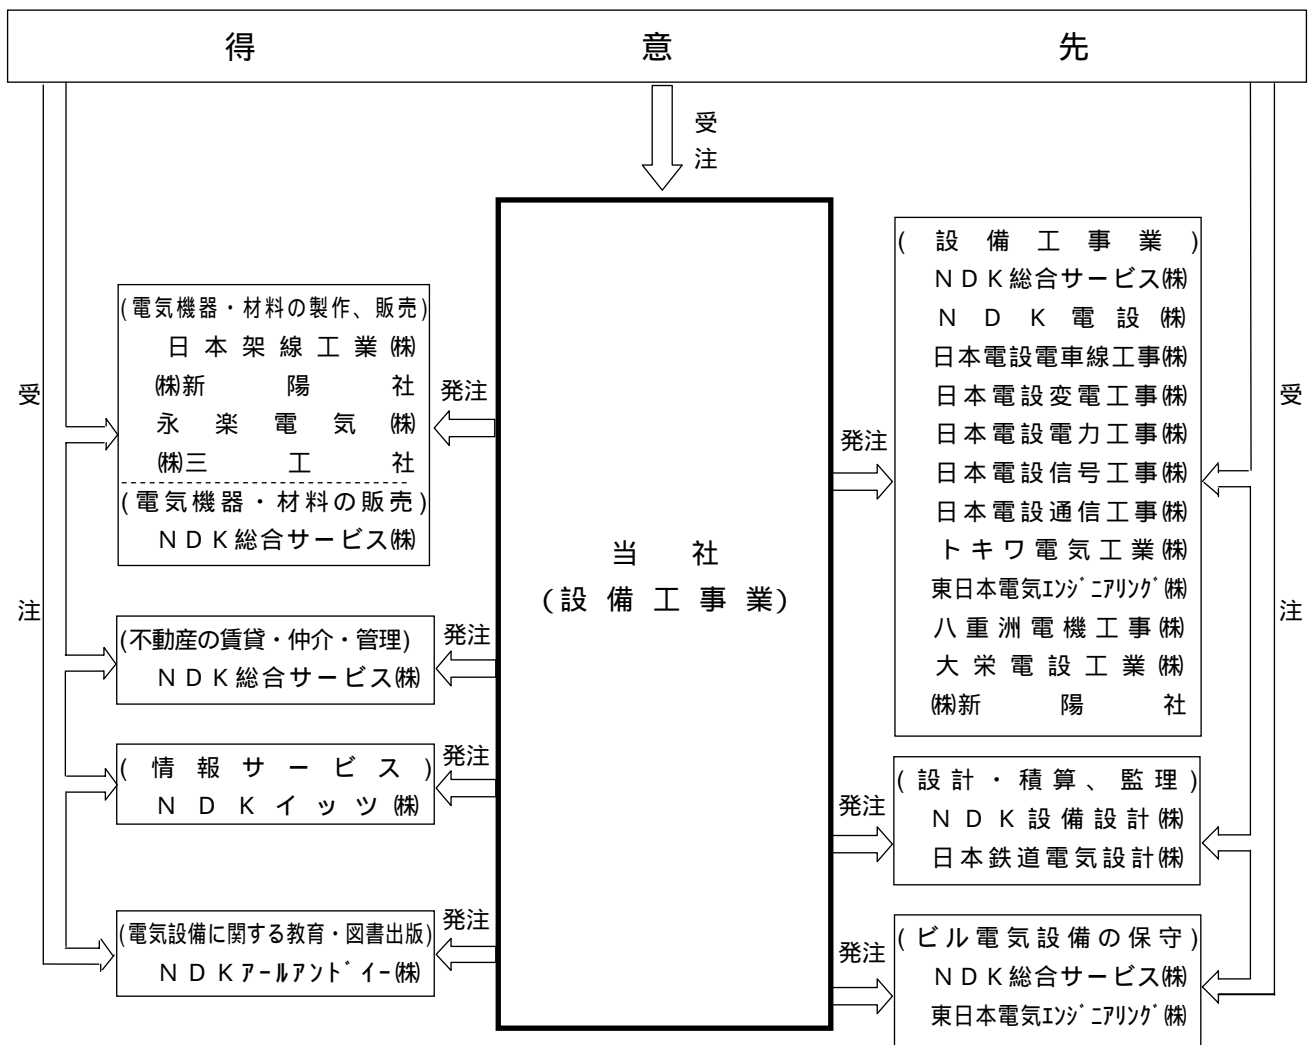 得意先
受注
受注
(電気機器・材料の製作、販売)
日本架線工業㈱
㈱新陽社
永楽電気㈱
㈱三工社
(電気機器・材料の販売)
NDK総合サービス㈱
発注
(不動産の賃貸・仲介・管理)
NDK総合サービス㈱
発注
(情報サービス)
NDKイッツ㈱
発注
(電気設備に関する教育・図書出版)
NDKアールアンドイー㈱
発注
当社
(設備工事業)
発注
(設備工事業)
NDK総合サービス㈱
NDK電設㈱
日本電設電車線工事㈱
日本電設変電工事㈱
日本電設電力工事㈱
日本電設信号工事㈱
日本電設通信工事㈱
トキワ電気工業㈱
東日本電気エンジニアリング㈱
八重洲電機工事㈱
大栄電設工業㈱
㈱新陽社
発注
(設計・積算、監理)
NDK設備設計㈱
日本鉄道電気設計㈱
発注
(ビル電気設備の保守)
NDK総合サービス㈱
東日本電気エンジニアリング㈱
受注